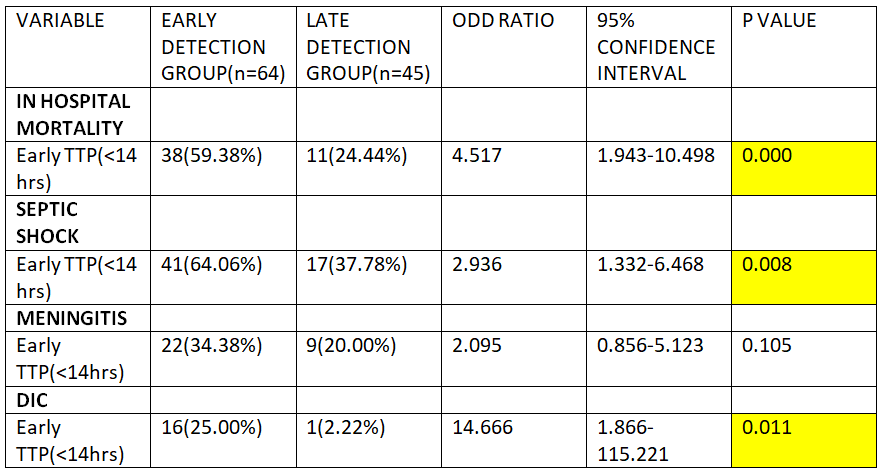 VARIABLE EARLY DETECTION GROUP(n=64) LATE DETECTION GROUP(n=45) ODD RATIO 95% CONFIDENCE INTERVAL P VALUE
IN HOSPITAL MORTALITY
Early TTP(<14 hrs) 38(59.38%) 11(24.44%) 4.517 1.943-10.498 0.000
SEPTIC SHOCK
Early TTP(<14 hrs) 41(64.06%) 17(37.78%) 2.936 1.332-6.468 0.008
MENINGITIS
Early TTP(<14hrs) 22(34.38%) 9(20.00%) 2.095 0.856-5.123 0.105
DIC
Early TTP(<14hrs) 16(25.00%) 1(2.22%) 14.666 1.866-115.221 0.011